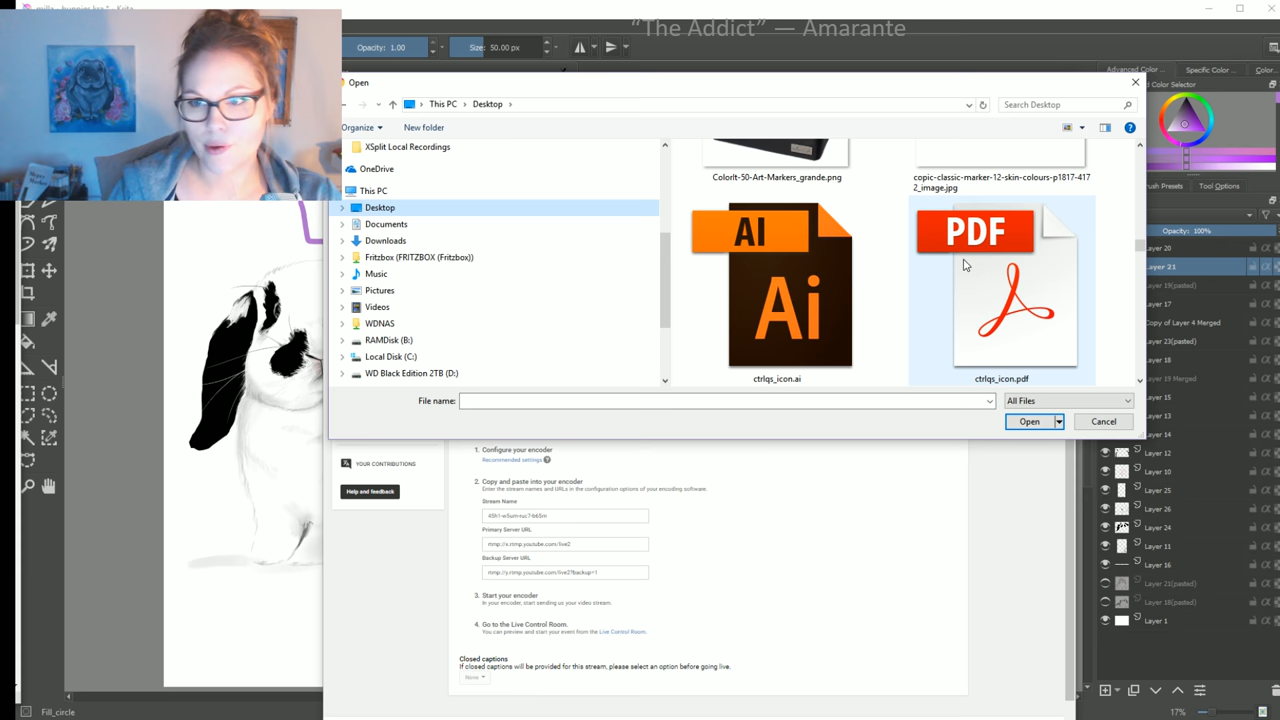 milla - bunnies.kra * - Krita
“The Addict” — Amarante
Opacity: 1.00
Size: 50.00 px
Advanced Color ...
Specific Color ...
Color...
Color Selector
Open
This PC > Desktop >
Search Desktop
Organize
New folder
XSplit Local Recordings
OneDrive
This PC
Desktop
Documents
Downloads
Fritzbox (FRITZBOX (Fritzbox))
Music
Pictures
Videos
WDNAS
RAMDisk (B:)
Local Disk (C:)
WD Black Edition 2TB (D:)
ColorIt-50-Art-Markers_grande.png
copic-classic-marker-12-skin-colours-p1817-417
2_image.jpg
AI
Ai
ctrlqs_icon.ai
PDF
ctrlqs_icon.pdf
File name:
All Files
Open
Cancel
ush Presets
Tool Options
Opacity: 100%
Layer 20
Layer 21
Layer 19(pasted)
Layer 17
Copy of Layer 4 Merged
Layer 23(pasted)
Layer 18
Layer 19 Merged
Layer 15
Layer 13
Layer 14
Layer 12
Layer 10
Layer 25
Layer 26
Layer 24
Layer 11
Layer 16
Layer 21(pasted)
Layer 18(pasted)
Layer 1
YOUR CONTRIBUTIONS
Help and feedback
1. Configure your encoder
Recommended settings
2. Copy and paste into your encoder
Enter the stream names and URLs in the configuration options of your encoding software.
Stream Name
Primary Server URL
rtmp://x.rtmp.youtube.com/live2
Backup Server URL
rtmp://y.rtmp.youtube.com/live2?backup=1
3. Start your encoder
In your encoder, start sending us your video stream.
4. Go to the Live Control Room.
You can preview and start your event from the Live Control Room.
Closed captions
If closed captions will be provided for this stream, please select an option before going live.
None
Fill_circle
17%